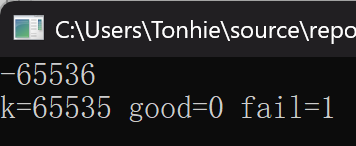 C:\Users\Tonhie\source\repo
-65536
k=65535 good=0 fail=1